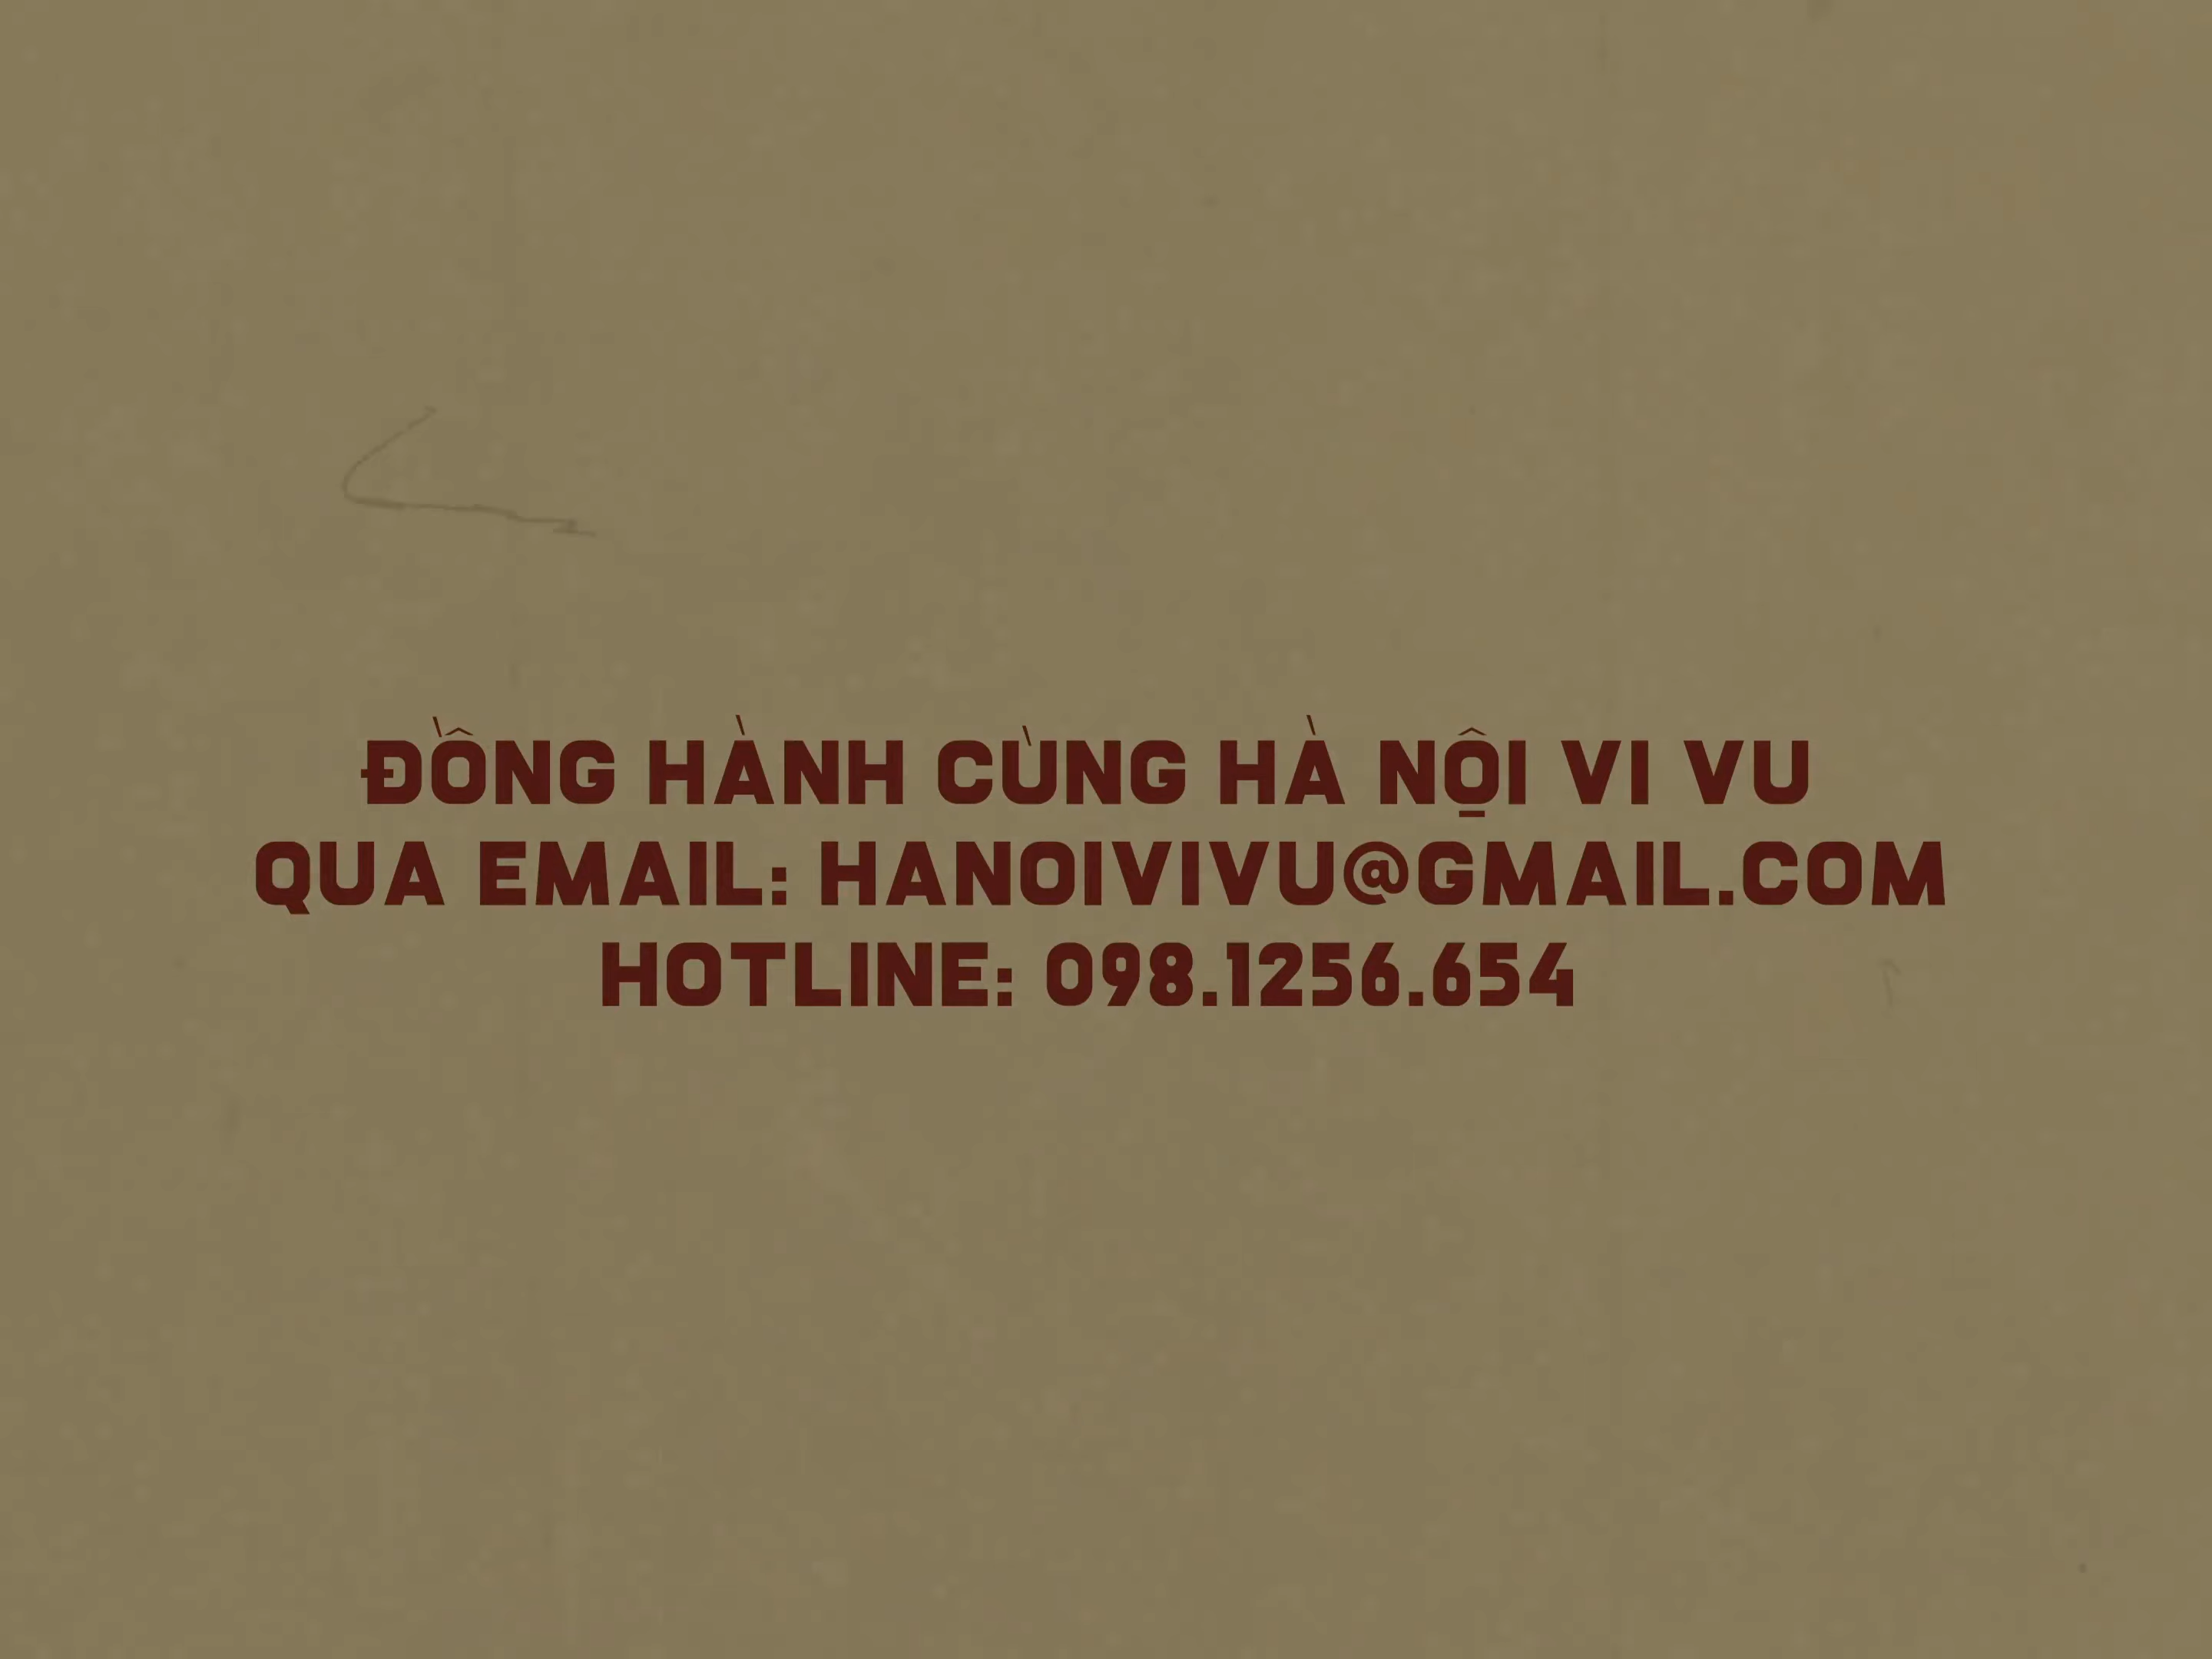 ĐỒNG HÀNH CÙNG HÀ NỘI VI VU
QUA EMAIL: HANOIVIVU@GMAIL.COM
HOTLINE: 098.1256.654